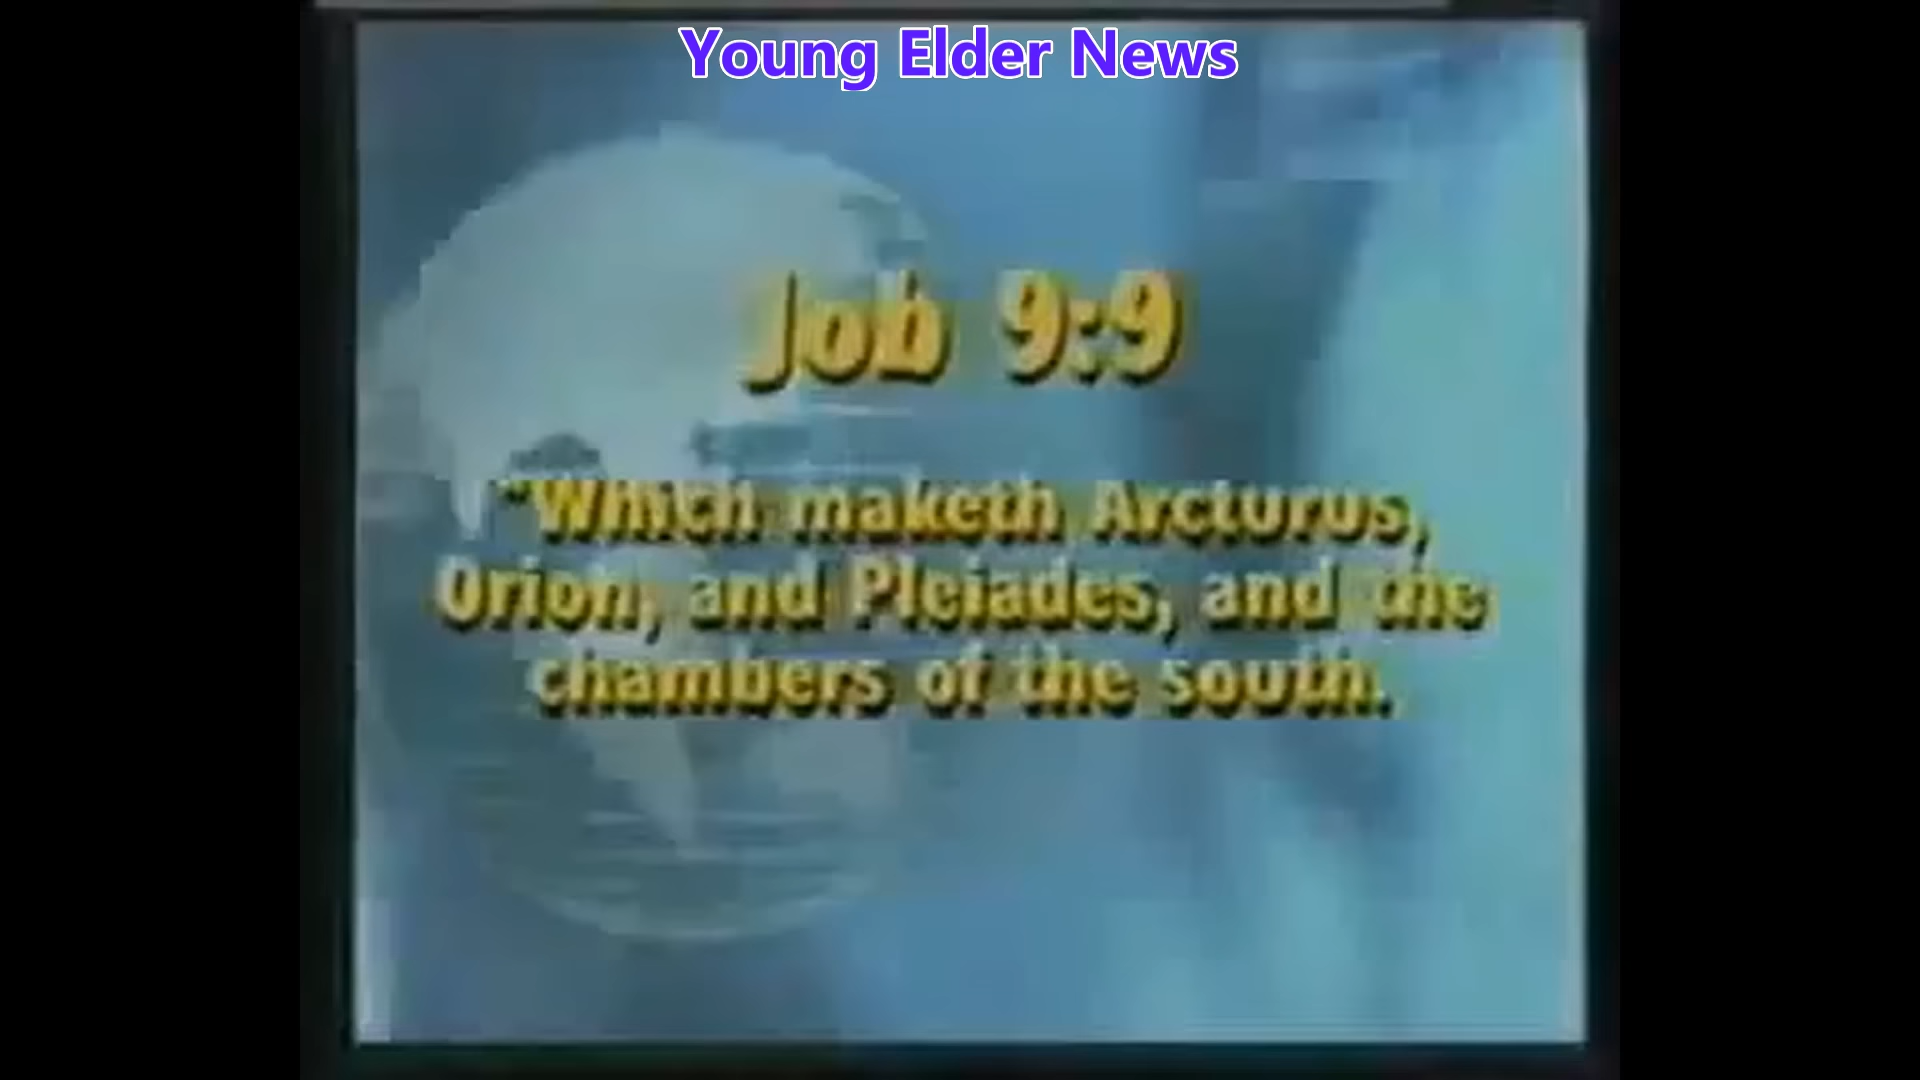 Young Elder News
Job 9:9
"Which maketh Arcturus,
Orion, and Pleiades, and the
chambers of the south.